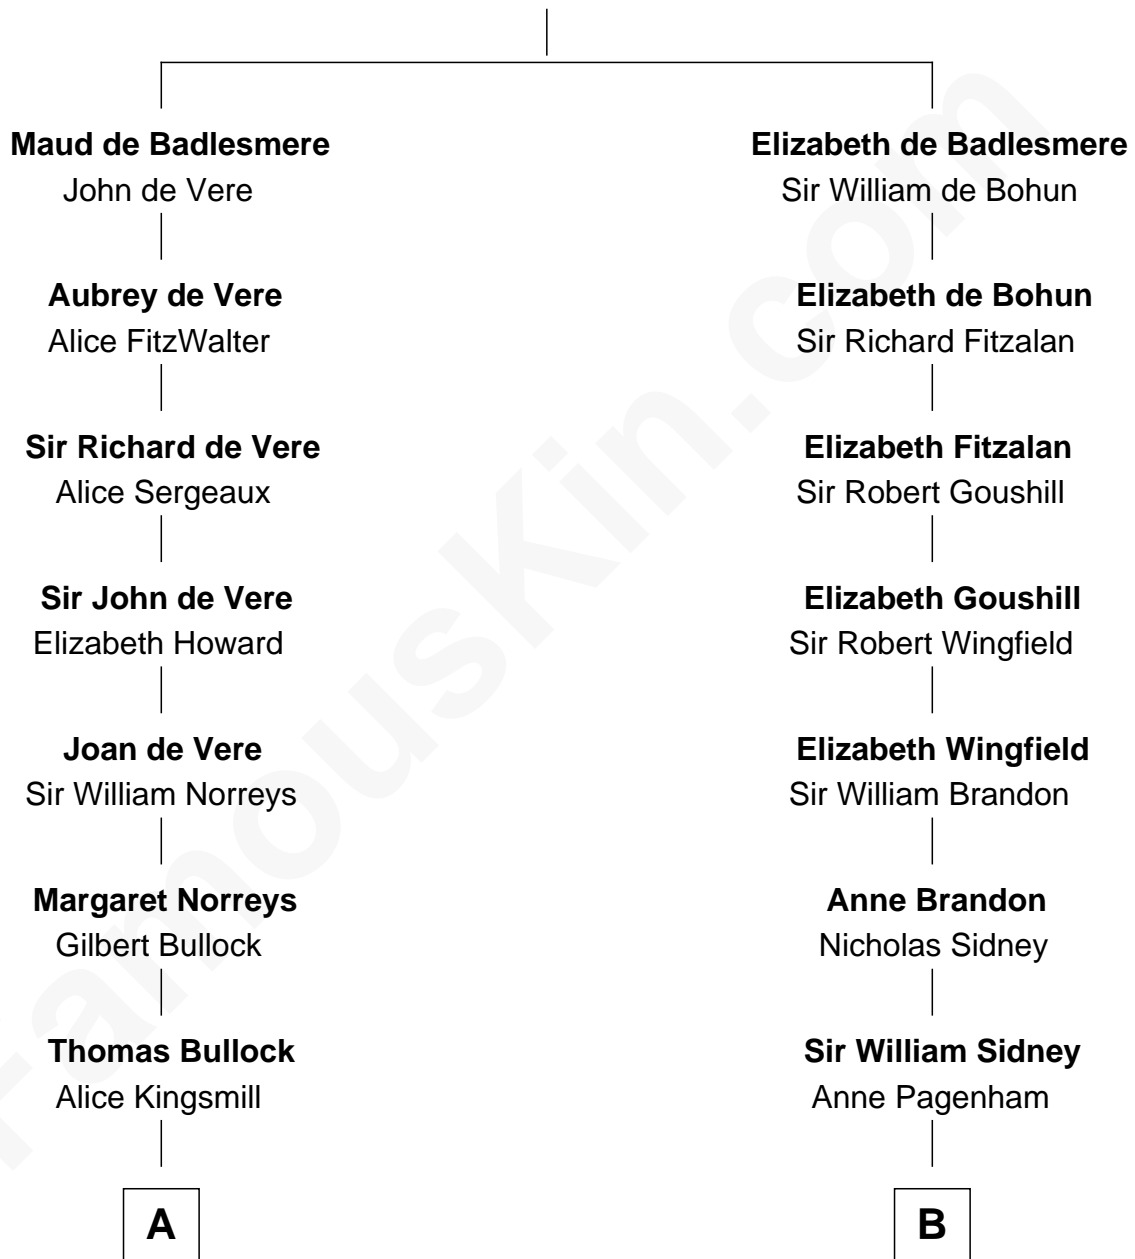 Maud de Badlesmere
John de Vere
Aubrey de Vere
Alice FitzWalter
Sir Richard de Vere
Alice Sergeaux
Sir John de Vere
Elizabeth Howard
Joan de Vere
Sir William Norreys
Margaret Norreys
Gilbert Bullock
Thomas Bullock
Alice Kingsmill
A
Elizabeth de Badlesmere
Sir William de Bohun
Elizabeth de Bohun
Sir Richard Fitzalan
Elizabeth Fitzalan
Sir Robert Goushill
Elizabeth Goushill
Sir Robert Wingfield
Elizabeth Wingfield
Sir William Brandon
Anne Brandon
Nicholas Sidney
Sir William Sidney
Anne Pagenham
B
FamousKin.com